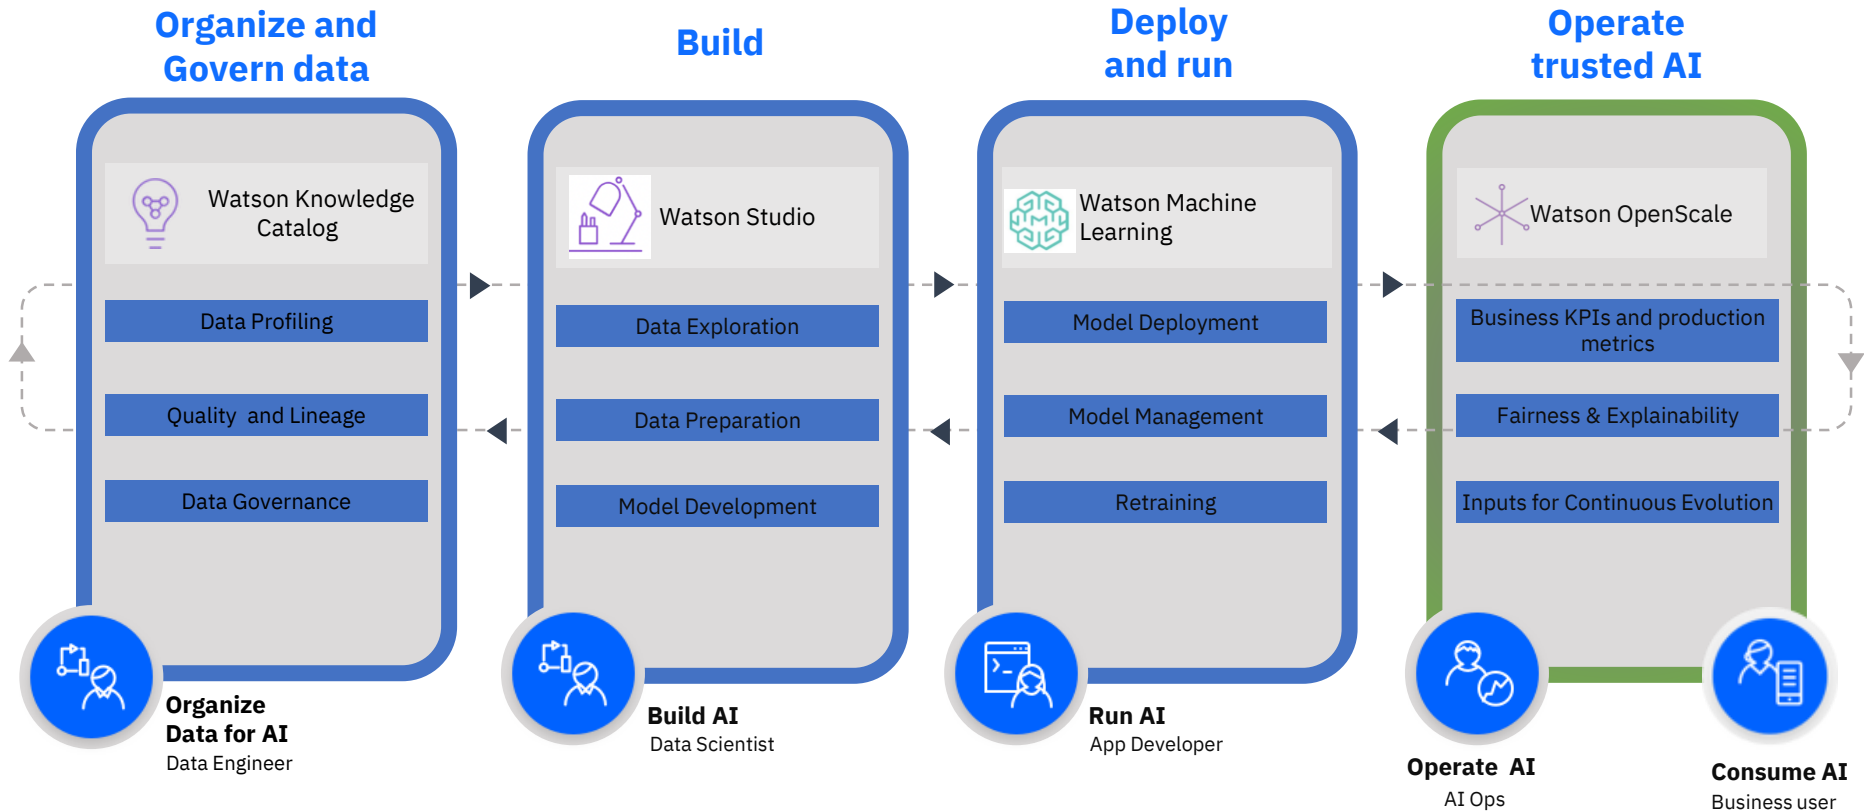 Organize and
Govern data
Build
Deploy
and run
Operate
trusted AI
Watson Knowledge
Catalog
Data Profiling
Quality and Lineage
Data Governance
Organize
Data for AI
Data Engineer
Watson Studio
Data Exploration
Data Preparation
Model Development
Build AI
Data Scientist
Watson Machine
Learning
Model Deployment
Model Management
Retraining
Run AI
App Developer
Watson OpenScale
Business KPIs and production
metrics
Fairness & Explainability
Inputs for Continuous Evolution
Operate AI
AI Ops
Consume AI
Business user